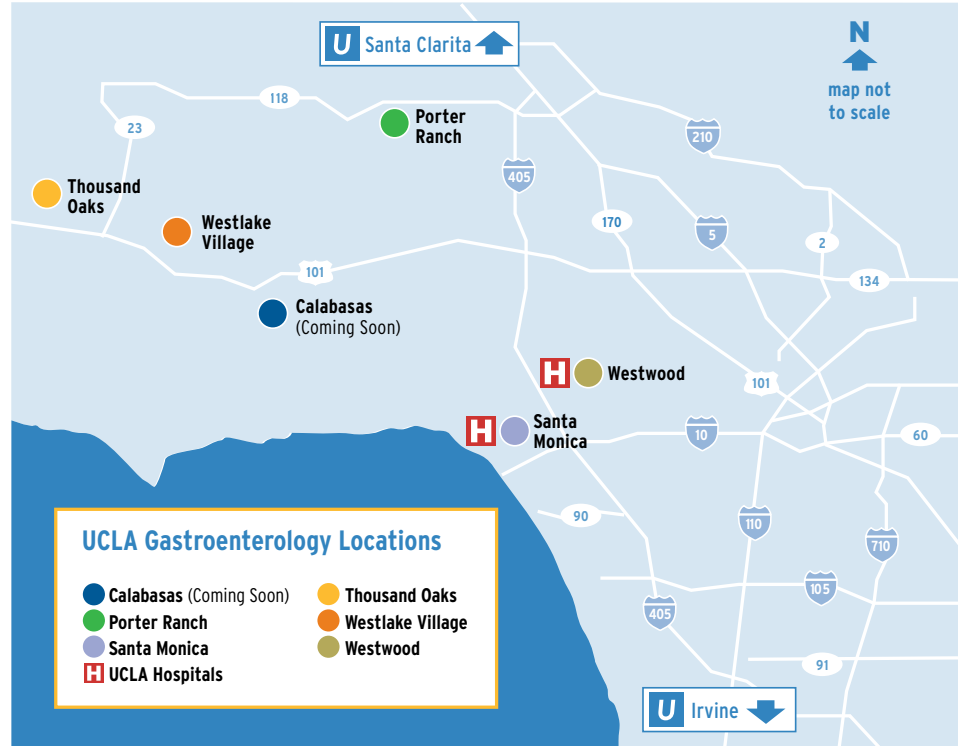 U Santa Clarita
N
map not
to scale
118
Porter
Ranch
23
210
405
Thousand
Oaks
Westlake
Village
170
5
2
101
134
Calabasas
(Coming Soon)
H Westwood
101
H Santa
Monica
10
60
90
110
710
UCLA Gastroenterology Locations
Calabasas (Coming Soon)
Porter Ranch
Santa Monica
H UCLA Hospitals
Thousand Oaks
Westlake Village
Westwood
105
405
91
U Irvine